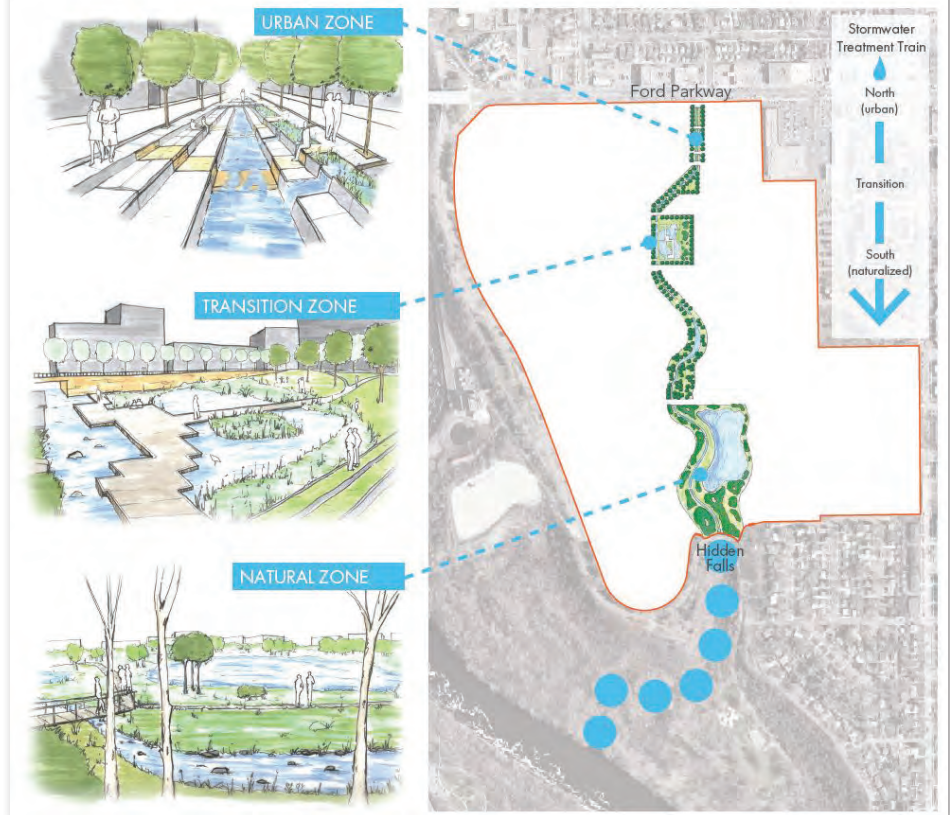 URBAN ZONE
TRANSITION ZONE
NATURAL ZONE
Ford Parkway
Hidden
Falls
Stormwater
Treatment Train
North
(urban)
Transition
South
(naturalized)